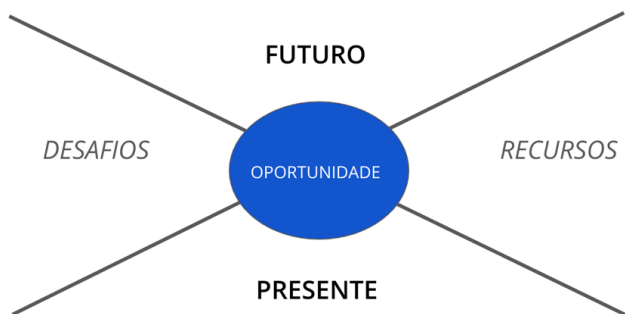 FUTURO
DESAFIOS
OPORTUNIDADE
RECURSOS
PRESENTE